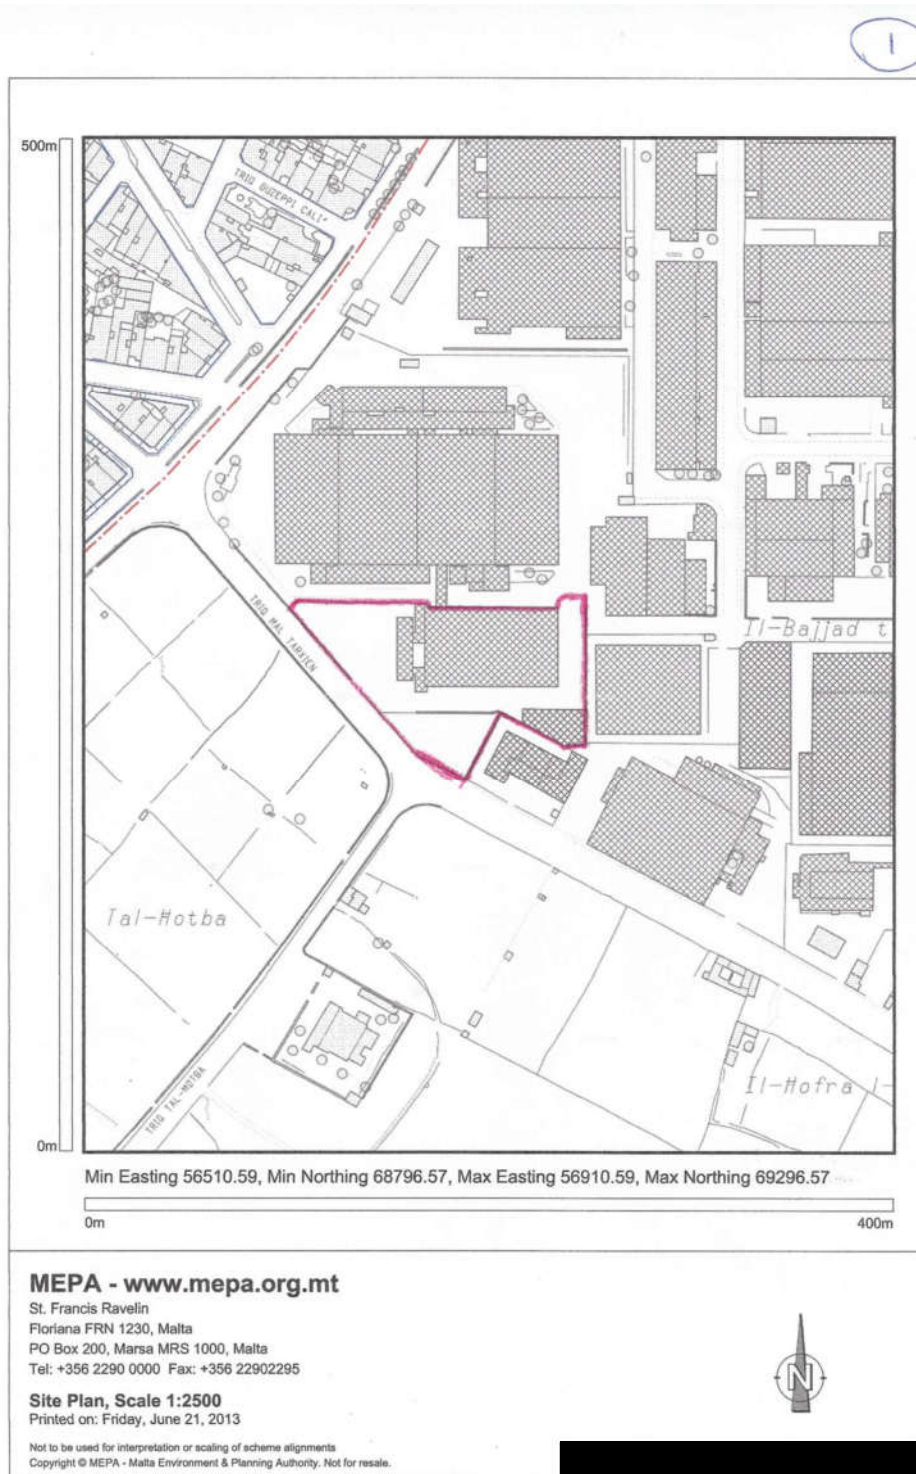 1
500m
TRIQ GUZEPPI CALI'
TRIQ HAL TARXIEN
Il-Bajjad t
Tal-Hotba
TRIQ TAL-HOTBA
Il-Hofra l-
0m
Min Easting 56510.59, Min Northing 68796.57, Max Easting 56910.59, Max Northing 69296.57
0m
400m
MEPA - www.mepa.org.mt
St. Francis Ravelin
Floriana FRN 1230, Malta
PO Box 200, Marsa MRS 1000, Malta
Tel: +356 2290 0000 Fax: +356 22902295
N
Site Plan, Scale 1:2500
Printed on: Friday, June 21, 2013
Not to be used for interpretation or scaling of scheme alignments
Copyright © MEPA - Malta Environment & Planning Authority. Not for resale.